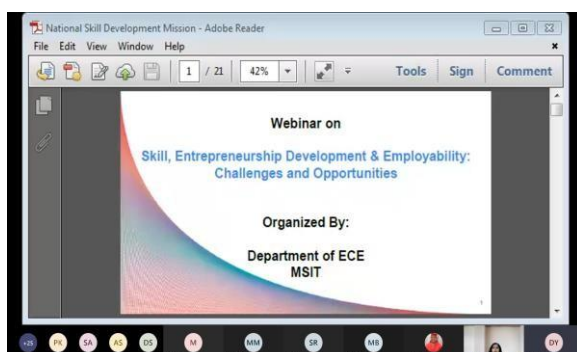 National Skill Development Mission - Adobe Reader
File Edit View Window Help
1 / 21 42% Tools Sign Comment
Webinar on
Skill, Entrepreneurship Development & Employability:
Challenges and Opportunities
Organized By:
Department of ECE
MSIT
1
+25 PK SA AS DS M MM SR MB DY